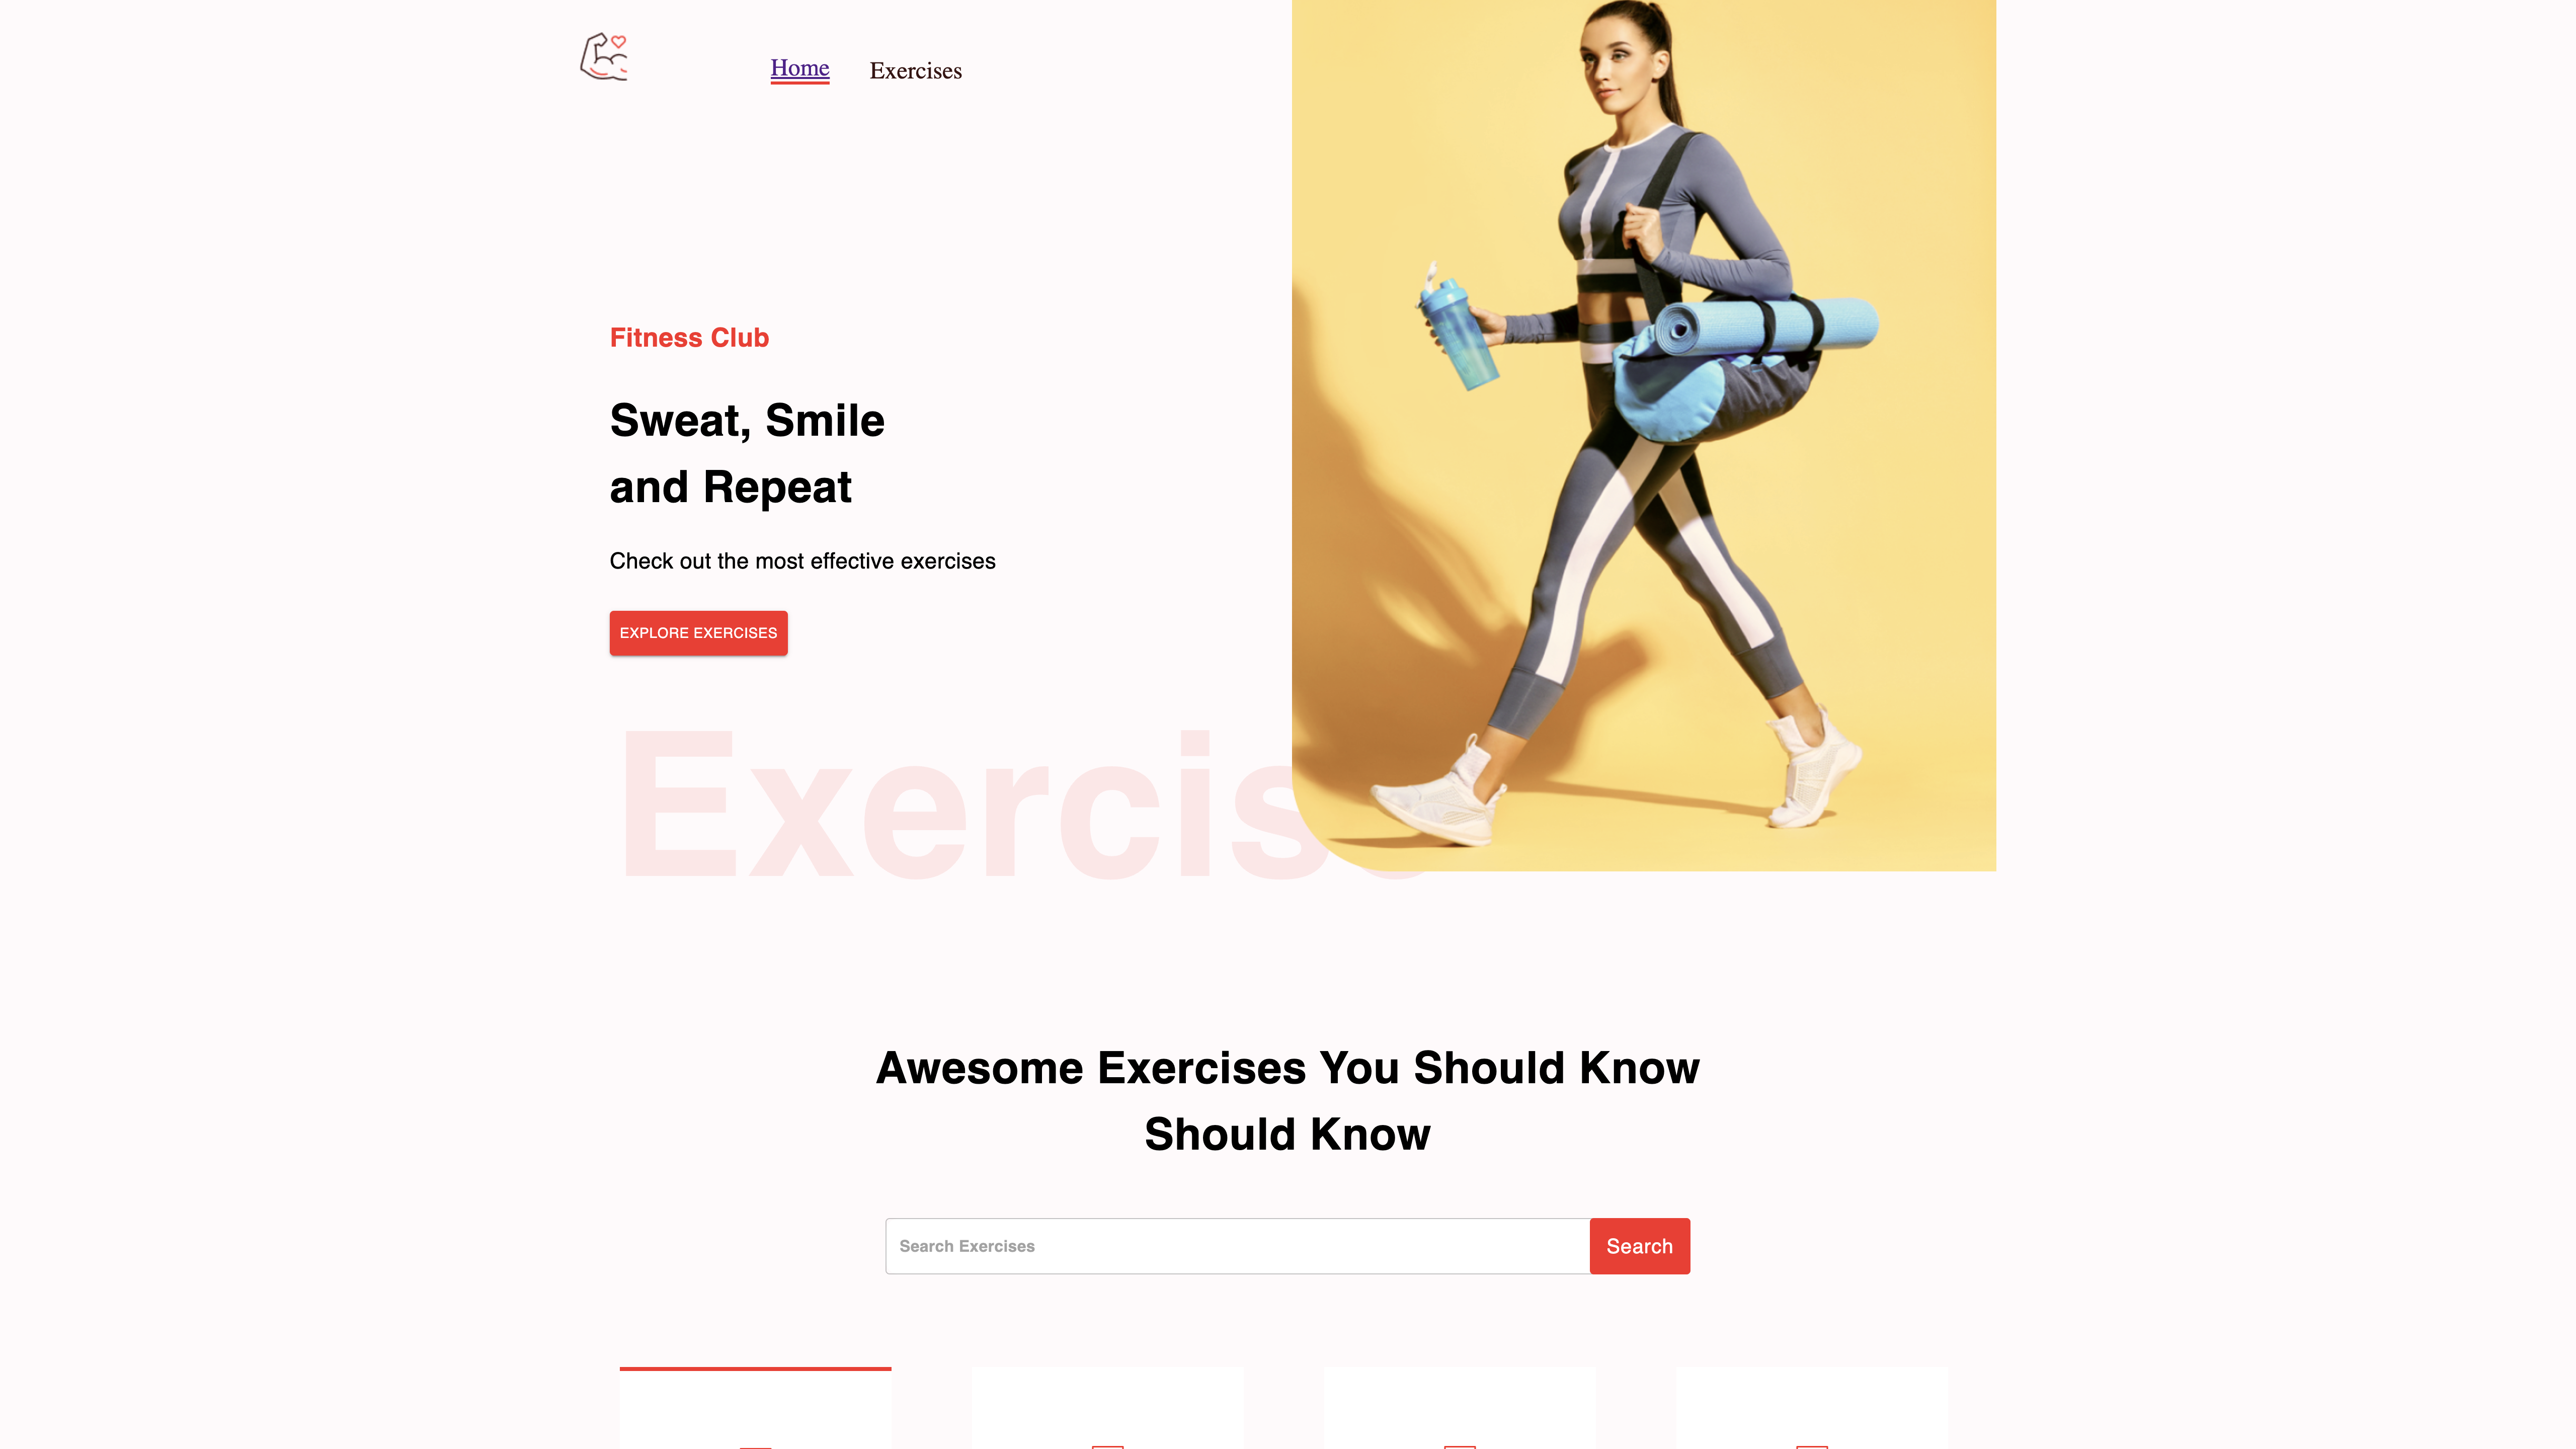 Home
Exercises
Fitness Club
Sweat, Smile
and Repeat
Check out the most effective exercises
EXPLORE EXERCISES
Exercis
Awesome Exercises You Should Know
Should Know
Search Exercises
Search